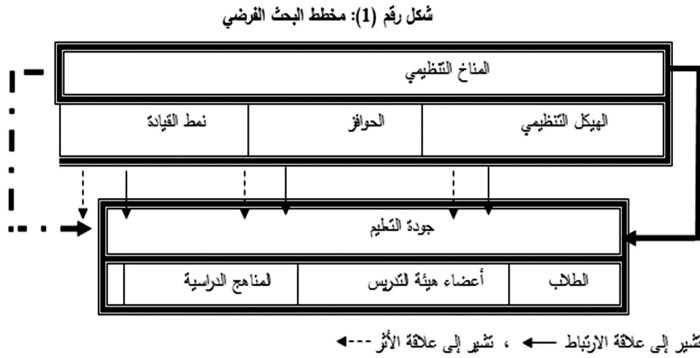 شكل رقم (1): مخطط البحث الفرضي
المناخ التنظيمي
الهيكل التنظيمي الحوافز نمط القيادة
جودة التعليم
الطلاب أعضاء هيئة التدريس المناهج الدراسية
تشير إلى علاقة الارتباط ، تشير إلى علاقة الأثر